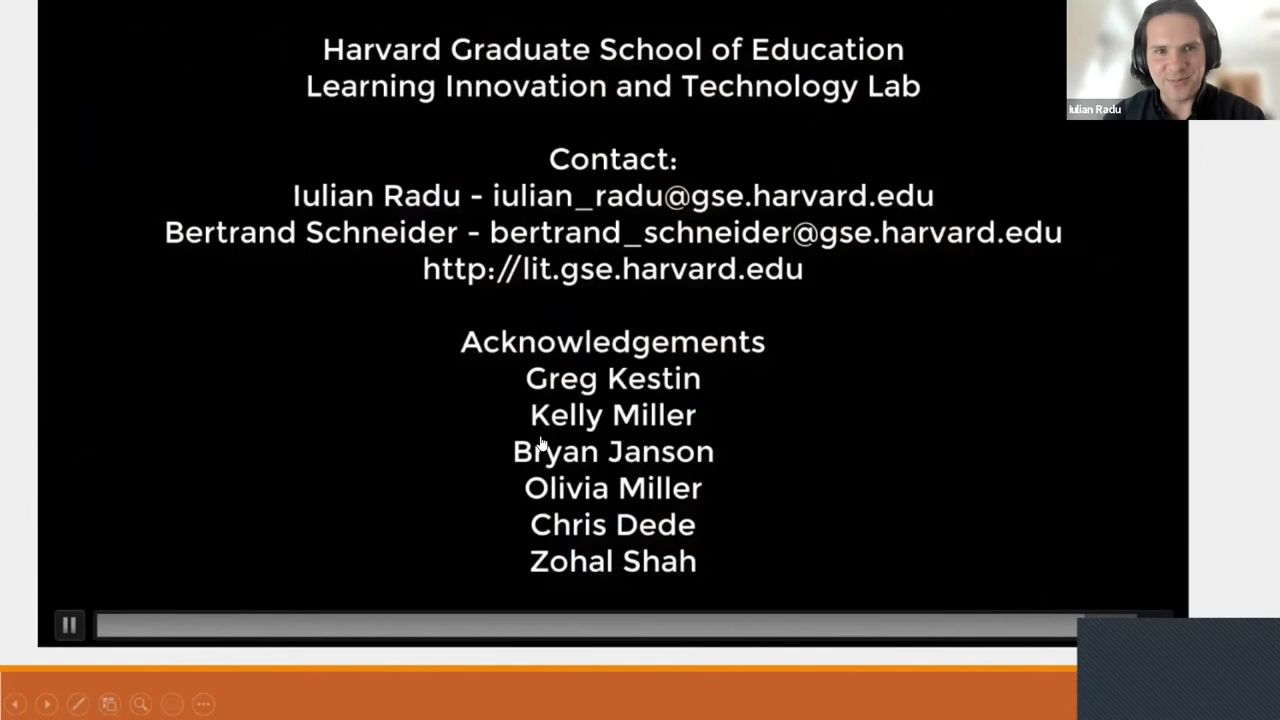 Harvard Graduate School of Education
Learning Innovation and Technology Lab
Contact:
Iulian Radu - iulian_radu@gse.harvard.edu
Bertrand Schneider - bertrand_schneider@gse.harvard.edu
http://lit.gse.harvard.edu
Acknowledgements
Greg Kestin
Kelly Miller
Bryan Janson
Olivia Miller
Chris Dede
Zohal Shah
Iulian Radu